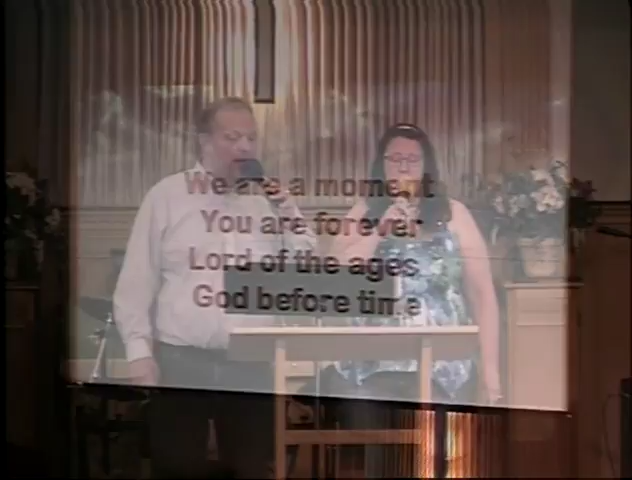 We are a moment
You are forever
Lord of the ages
God before time